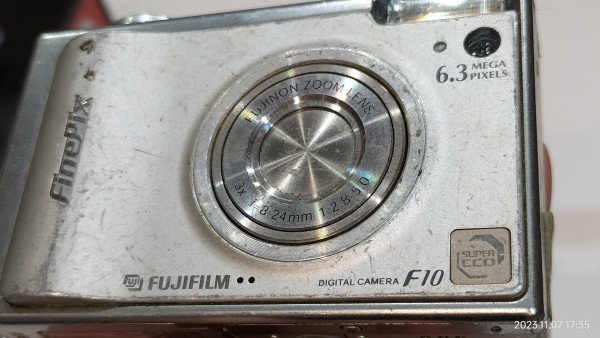 6.3 MEGA PIXELS
FinePix
FUJINON ZOOM LENS
3x f=8-24mm 1:2.8-5.0
SUPER CCD
FUJI FUJIFILM
DIGITAL CAMERA F10
2023.11.07 17:35